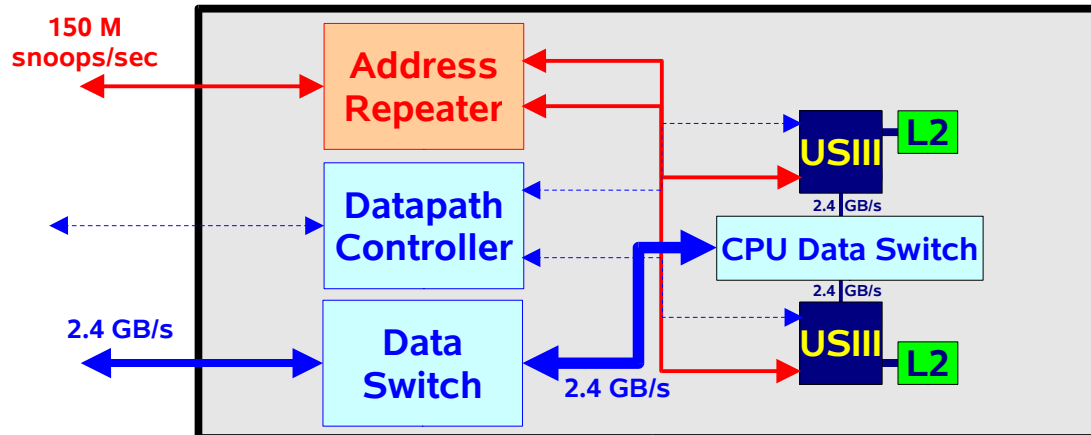 150 M
snoops/sec
Address
Repeater
L2
USIII
Datapath
Controller
2.4 GB/s
CPU Data Switch
2.4 GB/s
2.4 GB/s
Data
Switch
USIII
L2
2.4 GB/s